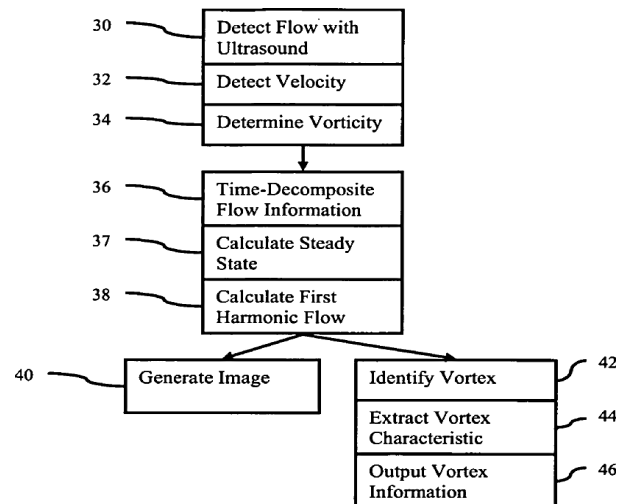 30
Detect Flow with
Ultrasound
32
Detect Velocity
34
Determine Vorticity
36
Time-Decomposite
Flow Information
37
Calculate Steady
State
38
Calculate First
Harmonic Flow
40
Generate Image
Identify Vortex
42
Extract Vortex
Characteristic
44
Output Vortex
Information
46